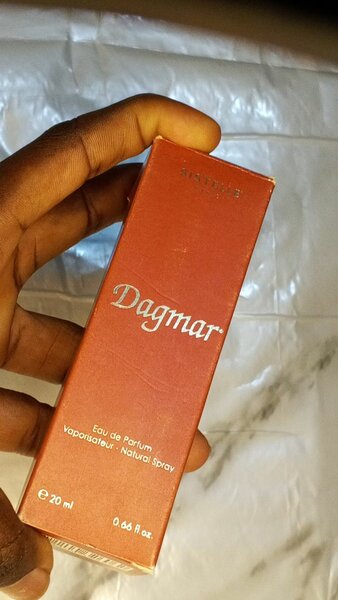 Dagmar®
Eau de Parfum
Vaporisateur - Natural Spray
℮ 20 ml
0.66 fl oz.